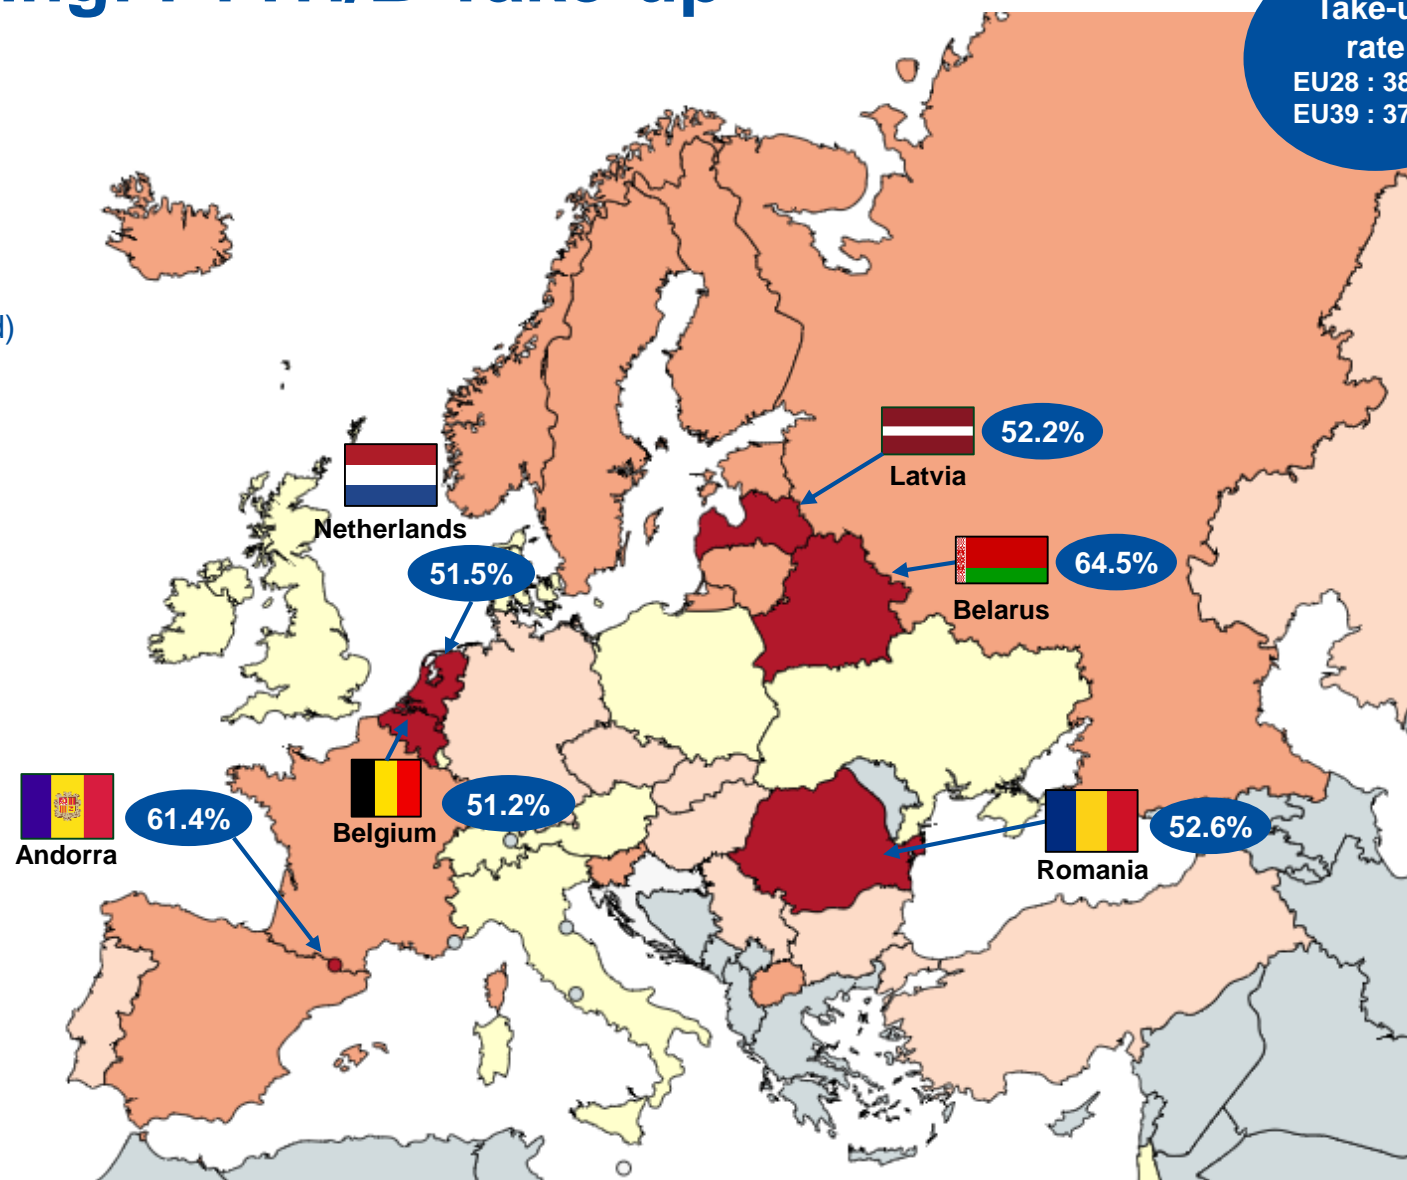 Take-u
rate
EU28 : 38
EU39 : 37
d)
52.2%
Latvia
Netherlands
51.5%
64.5%
Belarus
61.4%
Andorra
51.2%
Belgium
52.6%
Romania